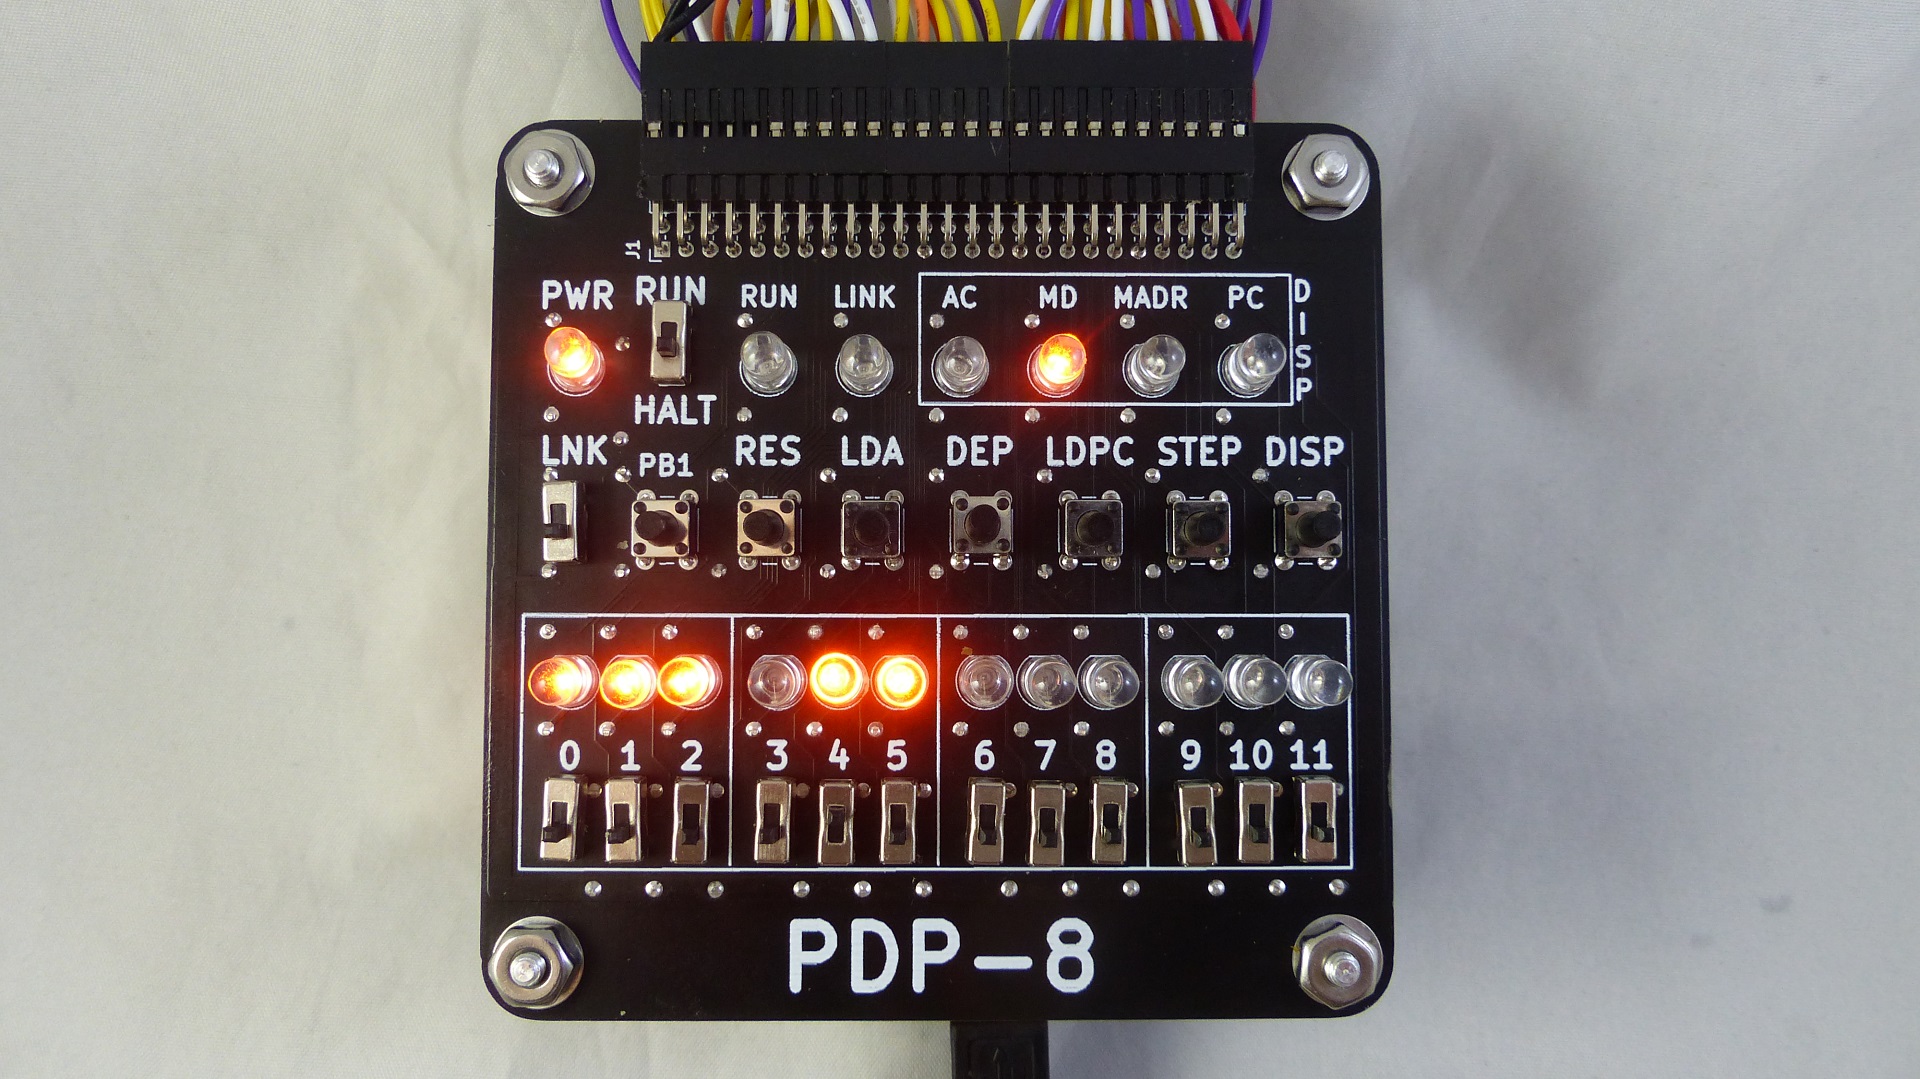 J1
PWR RUN RUN LINK AC MD MADR PC DISP
HALT
LNK PB1 RES LDA DEP LDPC STEP DISP
0 1 2 3 4 5 6 7 8 9 10 11
PDP-8